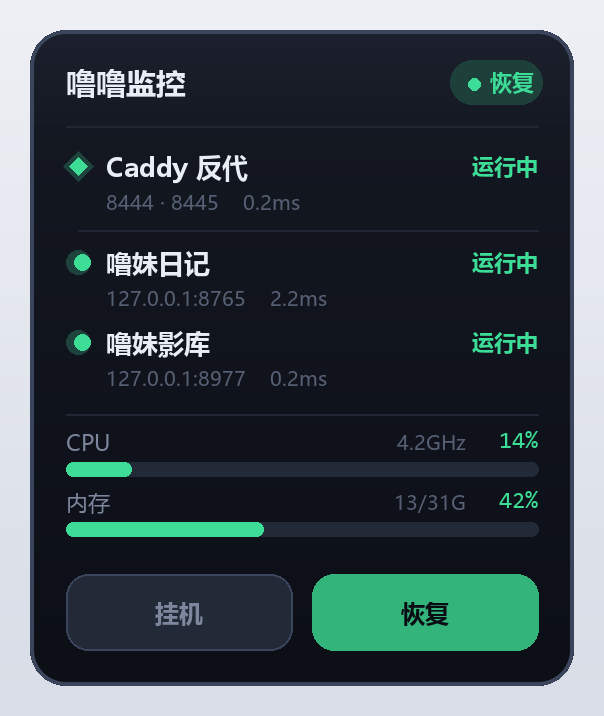 噜噜监控 恢复
Caddy 反代 运行中
8444 · 8445 0.2ms
噜妹日记 运行中
127.0.0.1:8765 2.2ms
噜妹影库 运行中
127.0.0.1:8977 0.2ms
CPU 4.2GHz 14%
内存 13/31G 42%
挂机 恢复